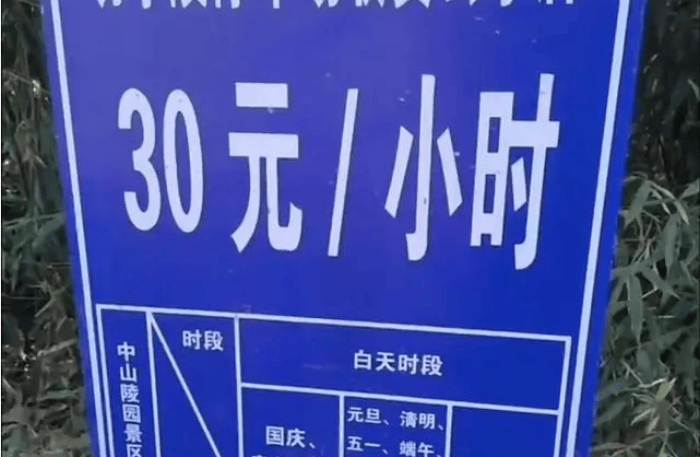 30元/小时
时段
白天时段
中山陵园景区
元旦、清明、
国庆、
五一、端午、